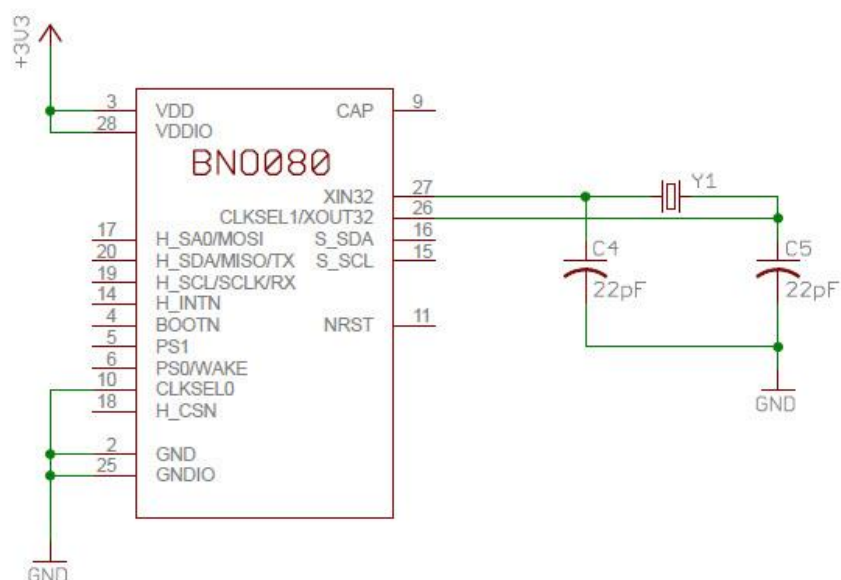 +3V3
3 VDD CAP 9
28 VDDIO
BNO080
XIN32 27 Y1
CLKSEL1/XOUT32 26
17 H_SA0/MOSI S_SDA 16
20 H_SDA/MISO/TX S_SCL 15
C4 C5
19 H_SCL/SCLK/RX
22pF 22pF
14 H_INTN
4 BOOTN NRST 11
5 PS1
6 PS0/WAKE
10 CLKSEL0
GND
18 H_CSN
2 GND
25 GNDIO
GND